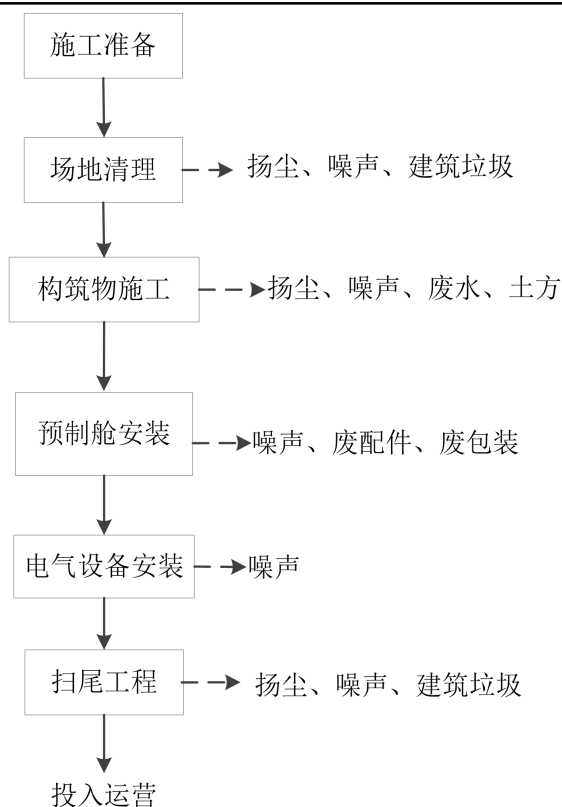 施工准备
场地清理
扬尘、噪声、建筑垃圾
构筑物施工
扬尘、噪声、废水、土方
预制舱安装
噪声、废配件、废包装
电气设备安装
噪声
扫尾工程
扬尘、噪声、建筑垃圾
投入运营